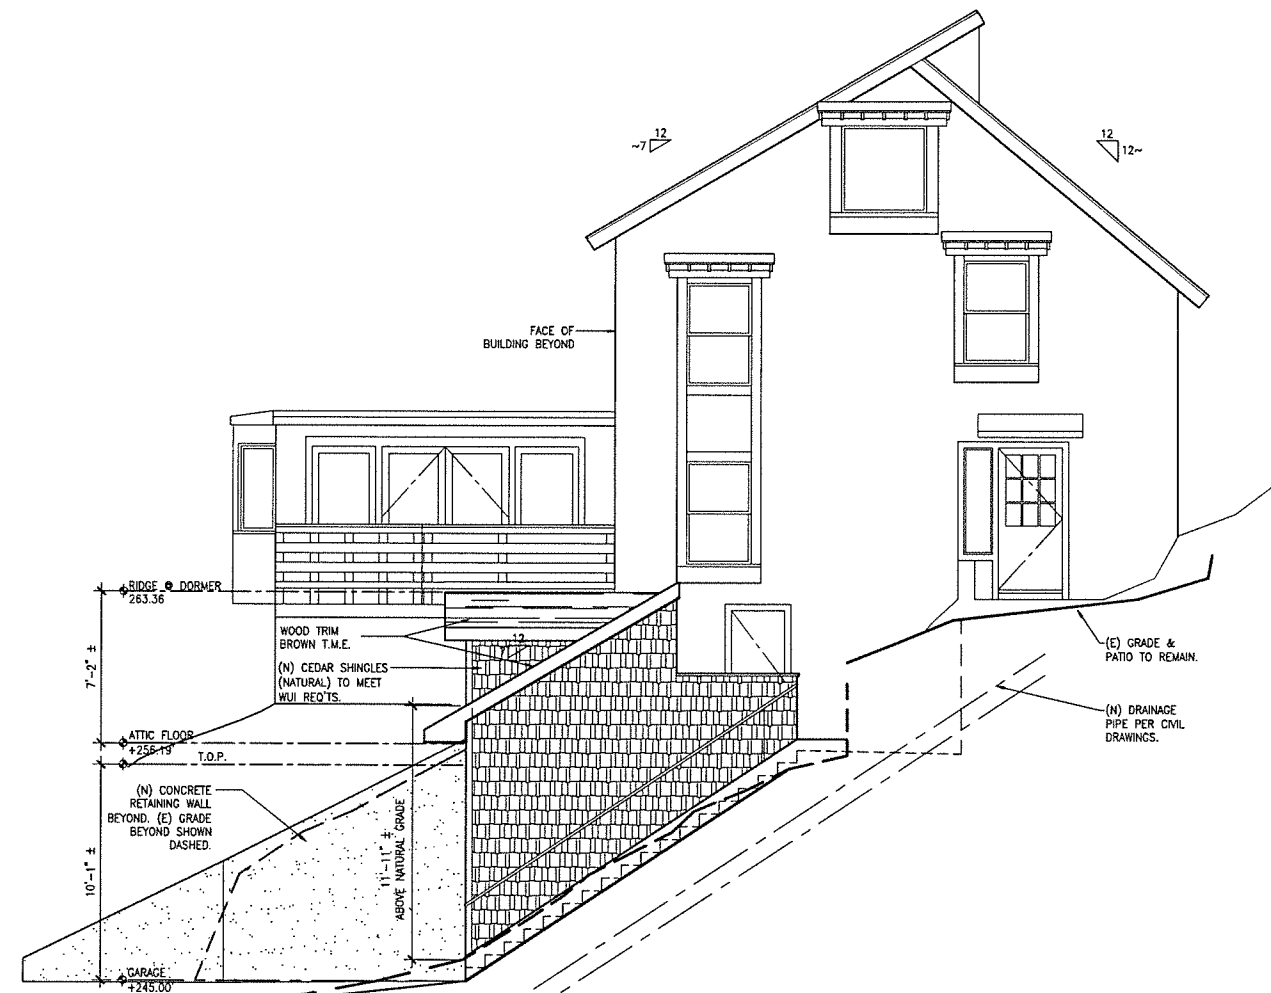 12
~7
12
12~
FACE OF
BUILDING BEYOND
RIDGE @ DORMER
263.36
WOOD TRIM
BROWN T.M.E.
12
7
(N) CEDAR SHINGLES
(NATURAL) TO MEET
WUI REQ'TS.
7'-2" ±
(E) GRADE &
PATIO TO REMAIN.
(N) DRAINAGE
PIPE PER CIVIL
DRAWINGS.
ATTIC FLOOR
+256.19
T.O.P.
(N) CONCRETE
RETAINING WALL
BEYOND. (E) GRADE
BEYOND SHOWN
DASHED.
10'-1" ±
11'-11" ±
ABOVE NATURAL GRADE
GARAGE
+245.00'